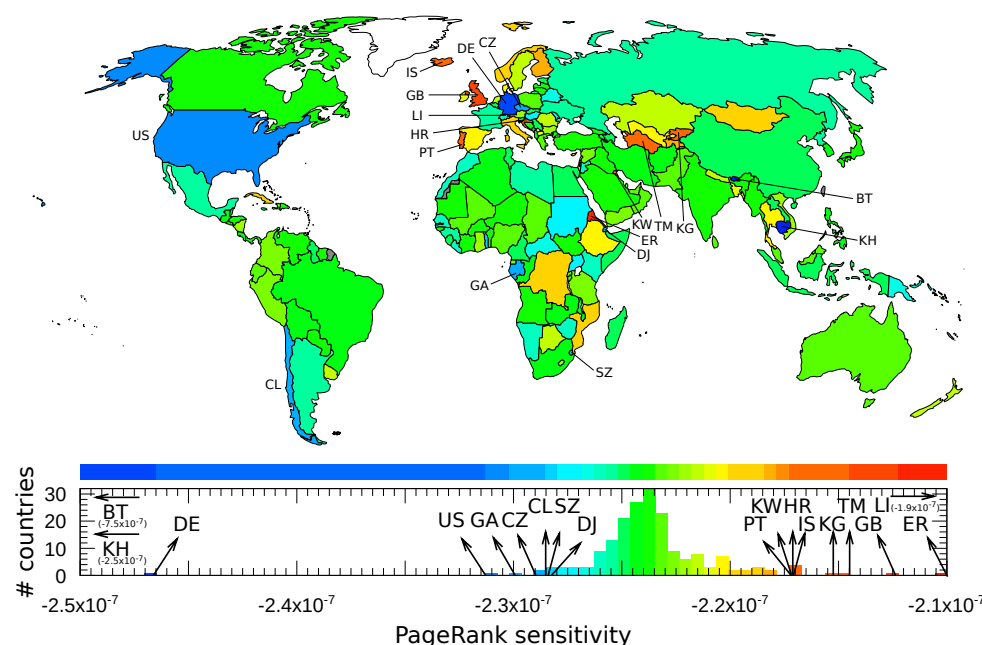 CZ
DE
IS
GB
US
LI
HR
PT
BT
KW TM KG
ER
KH
DJ
GA
SZ
CL
# countries
30
20
10
0
BT
(-7.5x10-7)
KH
(-2.5x10-7)
DE
US GA CZ
CL SZ
DJ
KW HR
PT IS KG
TM LI (-1.9x10-7)
GB ER
-2.5x10-7 -2.4x10-7 -2.3x10-7 -2.2x10-7 -2.1x10-7
PageRank sensitivity